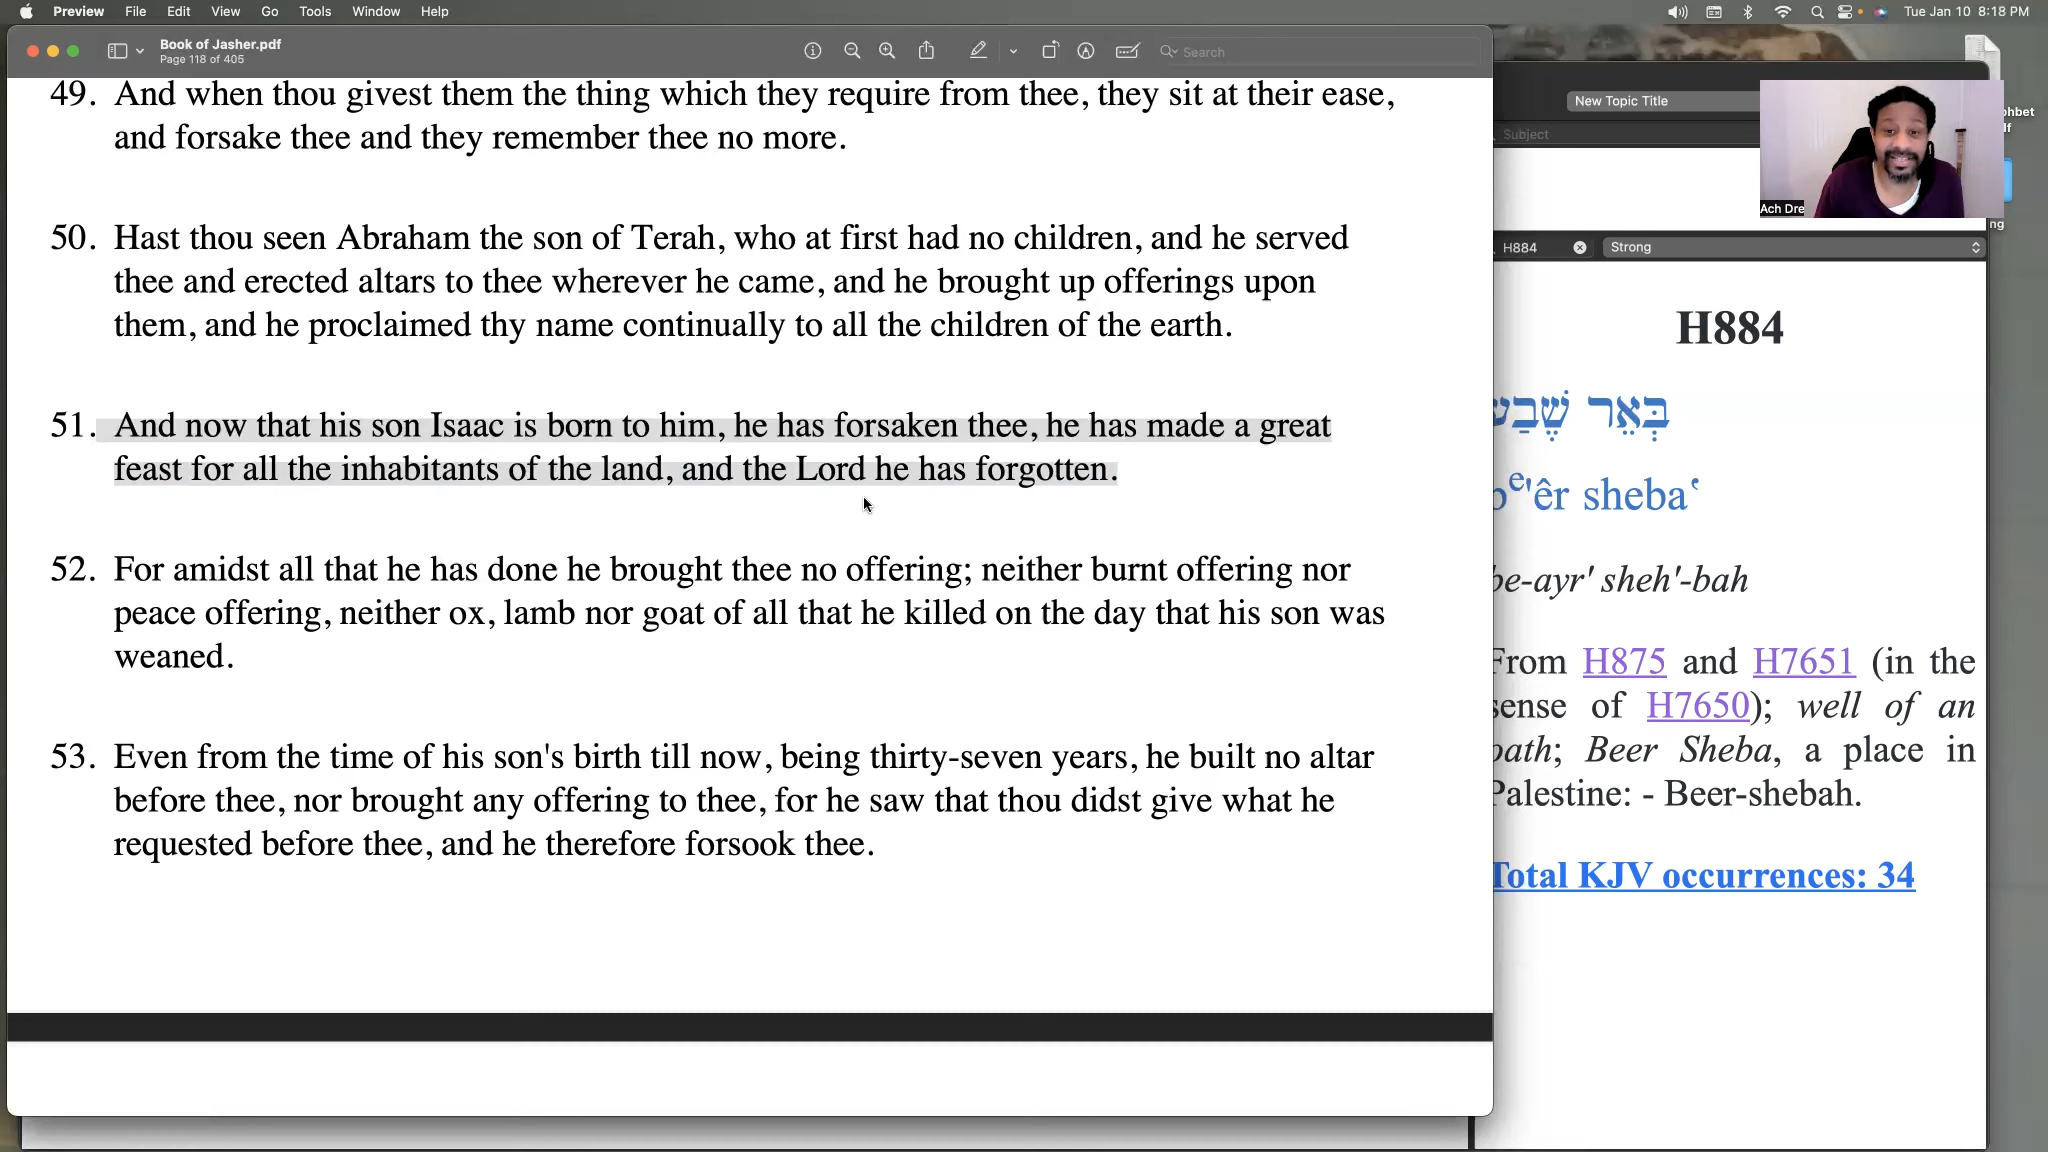 Preview File Edit View Go Tools Window Help
Tue Jan 10 8:18 PM
Book of Jasher.pdf
Page 118 of 405
Search
49. And when thou givest them the thing which they require from thee, they sit at their ease,
and forsake thee and they remember thee no more.
50. Hast thou seen Abraham the son of Terah, who at first had no children, and he served
thee and erected altars to thee wherever he came, and he brought up offerings upon
them, and he proclaimed thy name continually to all the children of the earth.
51. And now that his son Isaac is born to him, he has forsaken thee, he has made a great
feast for all the inhabitants of the land, and the Lord he has forgotten.
52. For amidst all that he has done he brought thee no offering; neither burnt offering nor
peace offering, neither ox, lamb nor goat of all that he killed on the day that his son was
weaned.
53. Even from the time of his son's birth till now, being thirty-seven years, he built no altar
before thee, nor brought any offering to thee, for he saw that thou didst give what he
requested before thee, and he therefore forsook thee.
New Topic Title
Subject
Ach Dre
H884
Strong
H884
בְּאֵר שֶׁבַע
be'êr sheba‛
be-ayr' sheh'-bah
From H875 and H7651 (in the
sense of H7650); well of an
oath; Beer Sheba, a place in
Palestine: - Beer-shebah.
Total KJV occurrences: 34